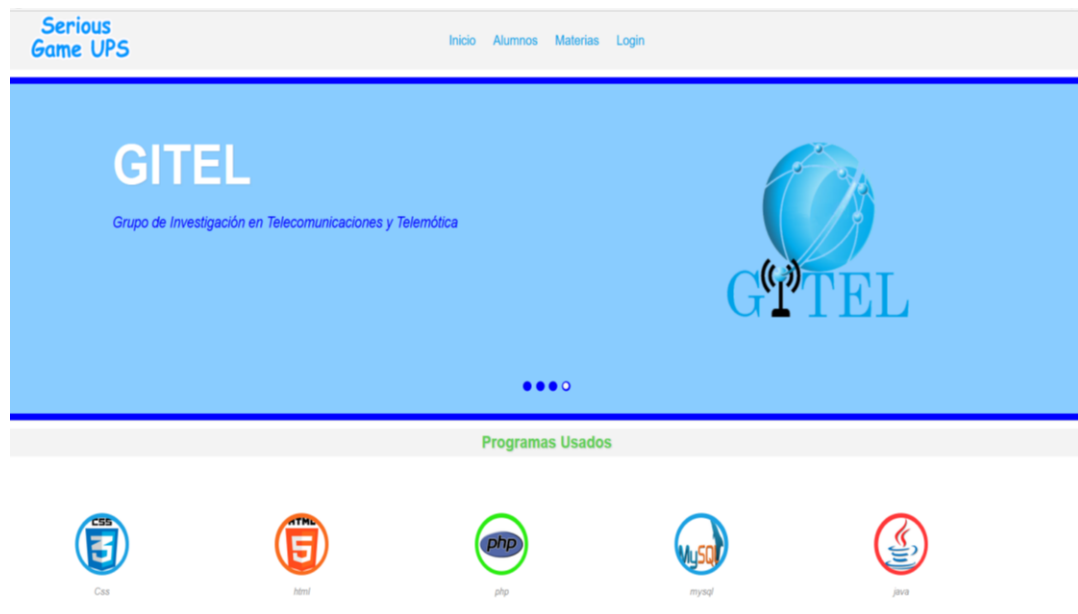 Serious
Game UPS
Inicio Alumnos Materias Login
GITEL
Grupo de Investigación en Telecomunicaciones y Telemótica
GITEL
Programas Usados
CSS
3
HTML
5
php
MySQL
Css html php mysql java